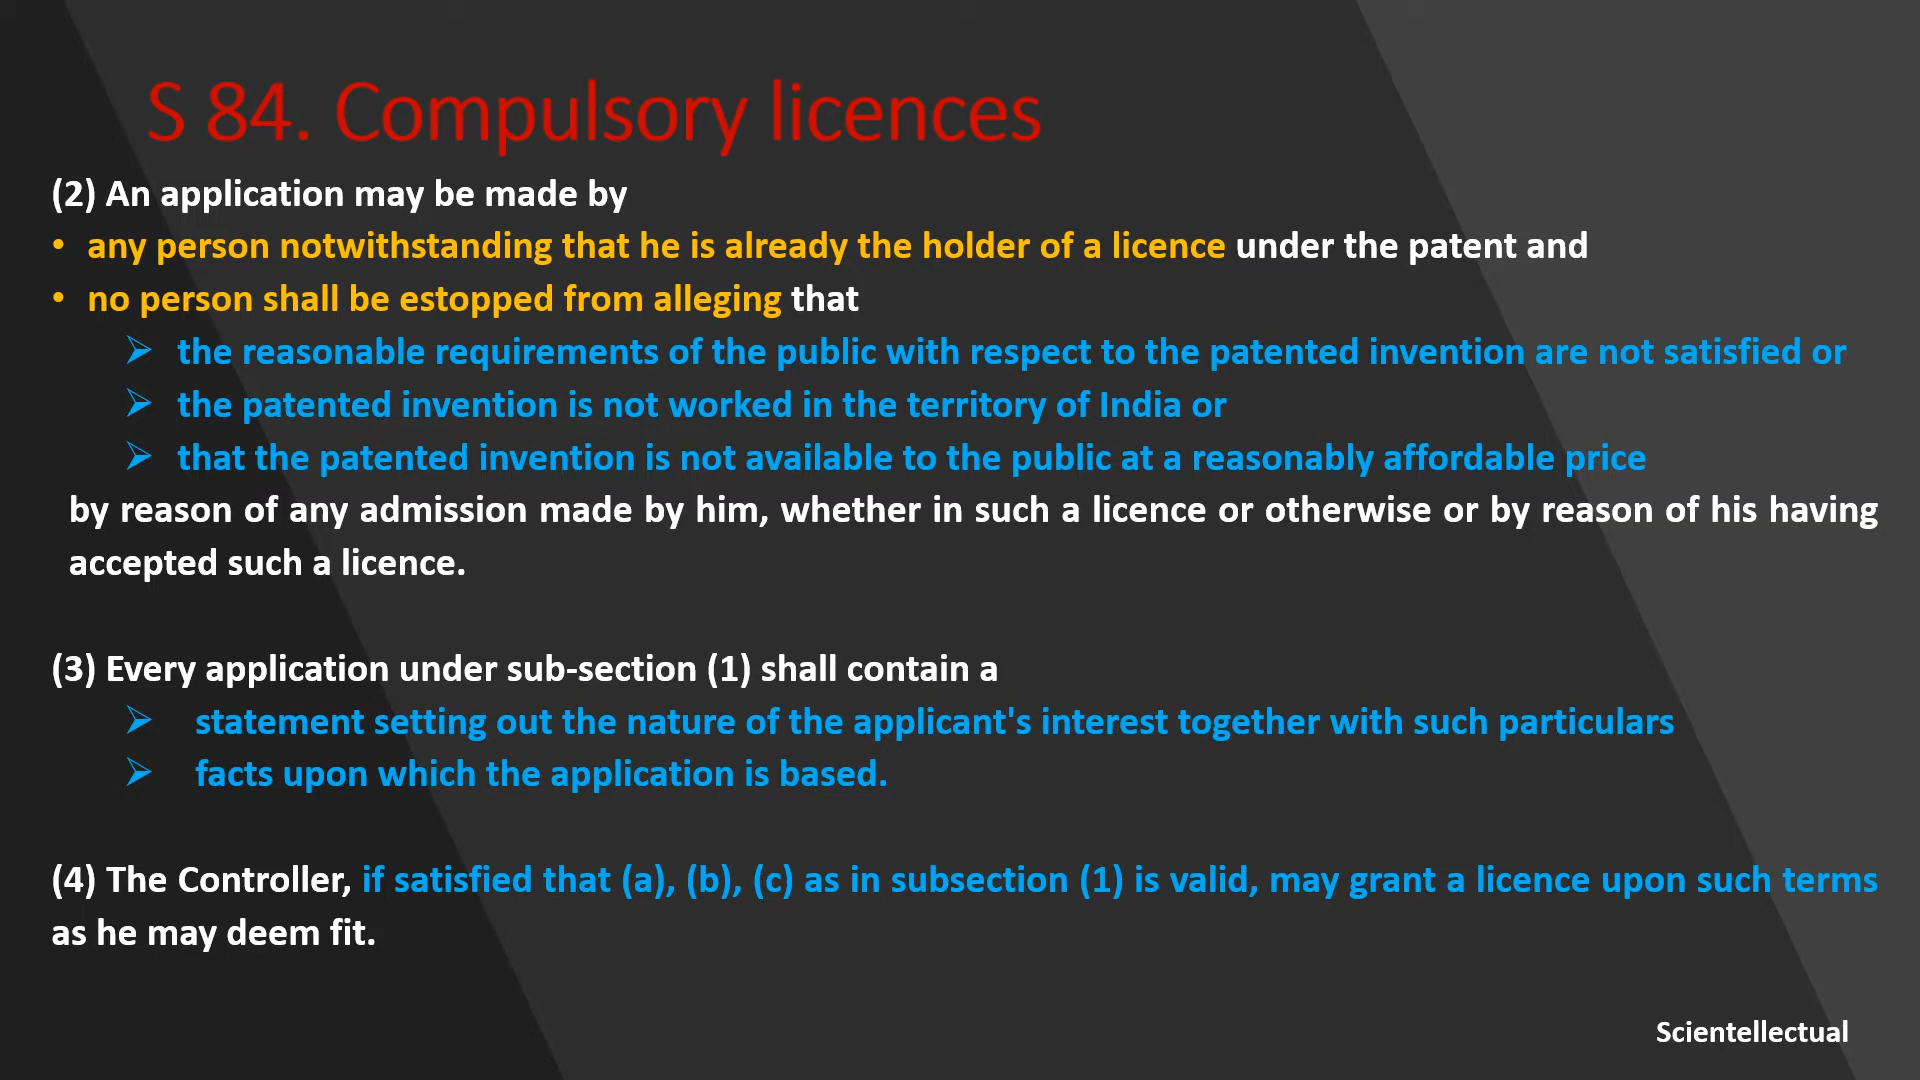 S 84. Compulsory licences
(2) An application may be made by
• any person notwithstanding that he is already the holder of a licence under the patent and
• no person shall be estopped from alleging that
➢ the reasonable requirements of the public with respect to the patented invention are not satisfied or
➢ the patented invention is not worked in the territory of India or
➢ that the patented invention is not available to the public at a reasonably affordable price
by reason of any admission made by him, whether in such a licence or otherwise or by reason of his having
accepted such a licence.
(3) Every application under sub-section (1) shall contain a
➢ statement setting out the nature of the applicant's interest together with such particulars
➢ facts upon which the application is based.
(4) The Controller, if satisfied that (a), (b), (c) as in subsection (1) is valid, may grant a licence upon such terms
as he may deem fit.
Scientellectual